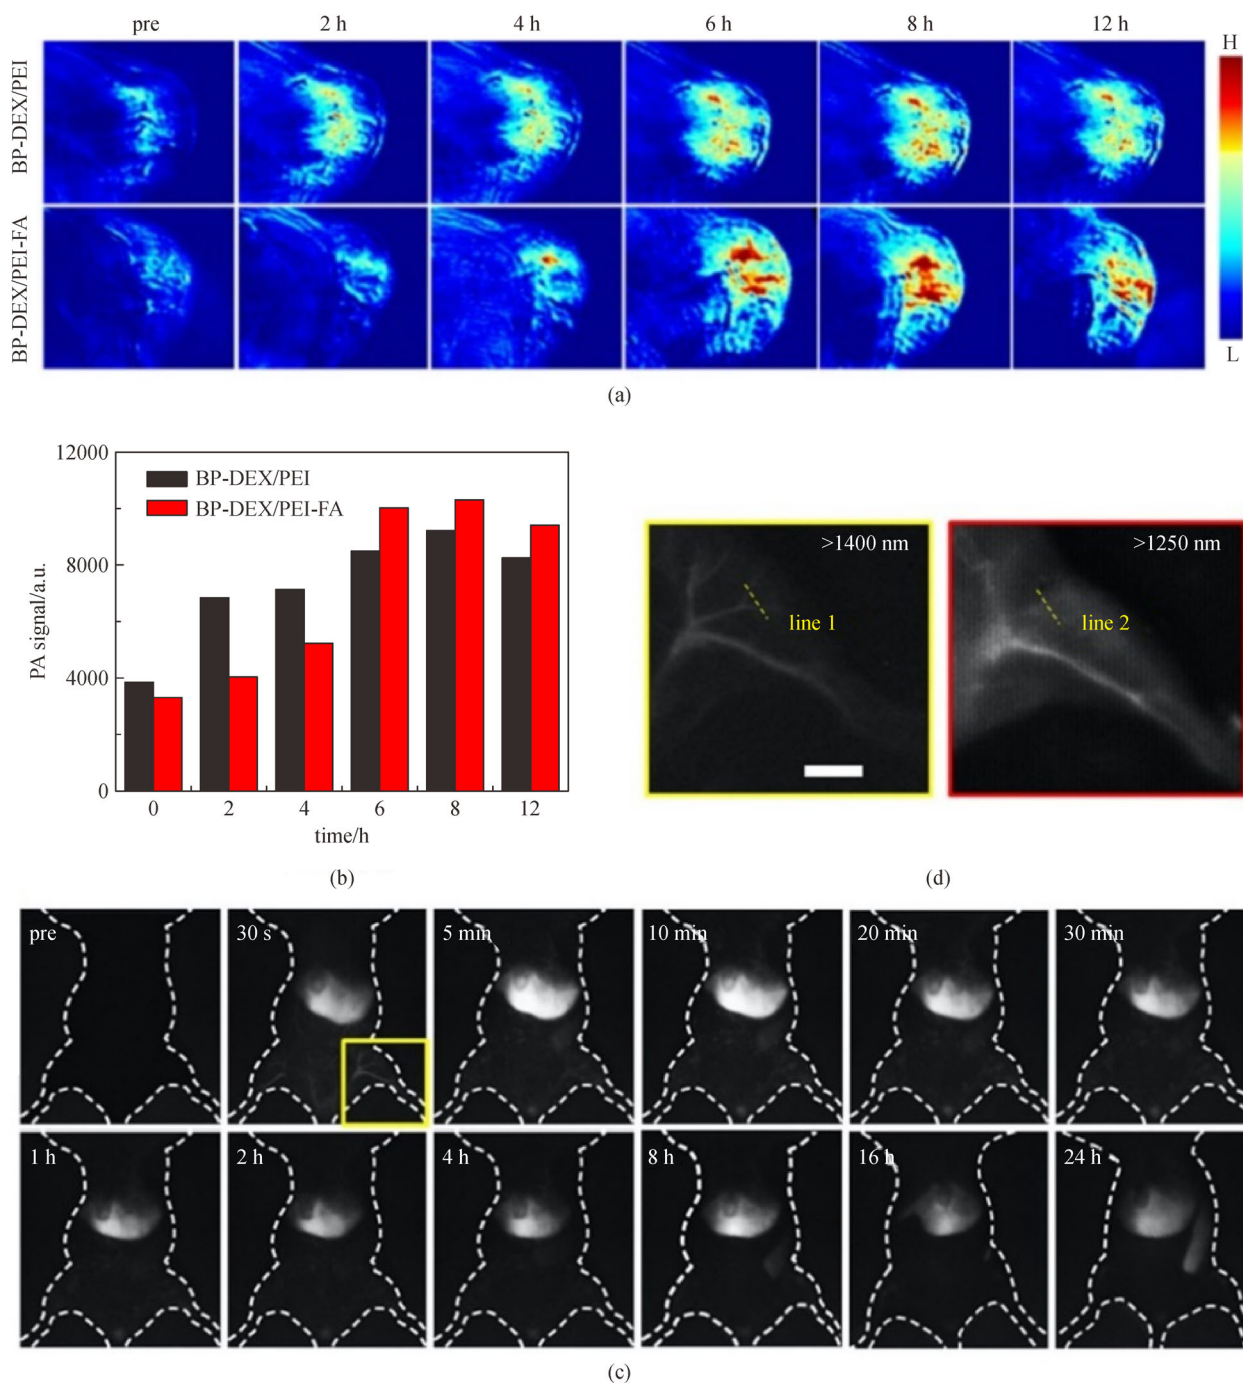 pre 2 h 4 h 6 h 8 h 12 h
H
BP-DEX/PEI
BP-DEX/PEI-FA
L
(a)
12000
8000
4000
0
PA signal/a.u.
BP-DEX/PEI
BP-DEX/PEI-FA
0 2 4 6 8 12
time/h
(b)
>1400 nm
line 1
>1250 nm
line 2
(d)
pre 30 s 5 min 10 min 20 min 30 min
1 h 2 h 4 h 8 h 16 h 24 h
(c)